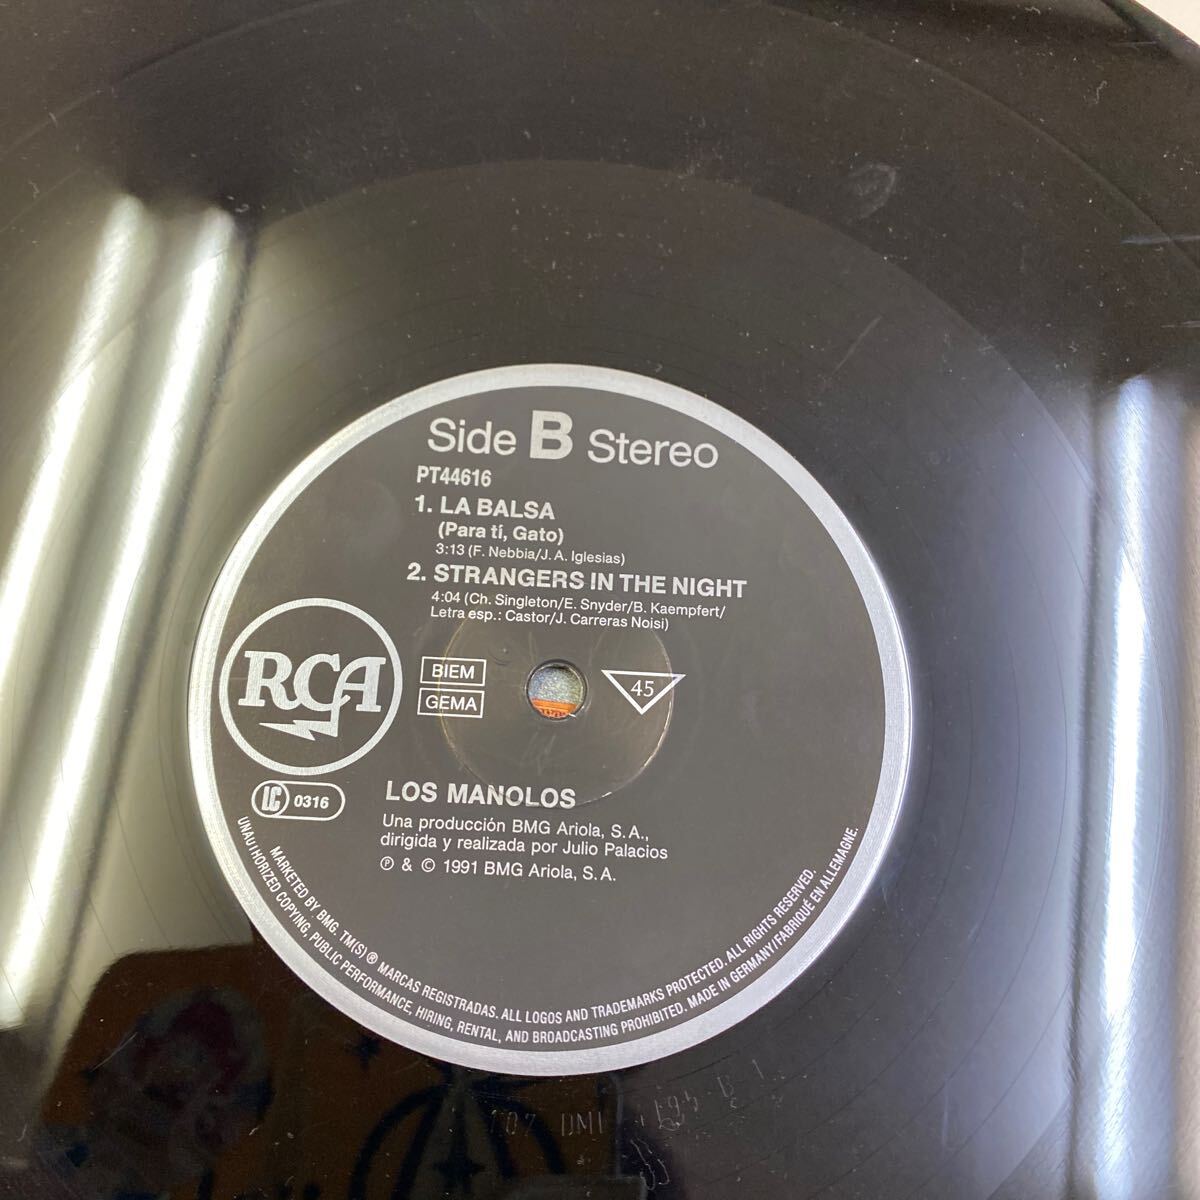 Side B Stereo
PT44616
1. LA BALSA
(Para tí, Gato)
3:13 (F. Nebbia/J. A. Iglesias)
2. STRANGERS IN THE NIGHT
4:04 (Ch. Singleton/E. Snyder/B. Kaempfert/
Letra esp.: Castor/J. Carreras Noisi)
RCA
BIEM
GEMA
45
LC 0316
LOS MANOLOS
Una producción BMG Ariola, S.A.,
dirigida y realizada por Julio Palacios
℗ & © 1991 BMG Ariola, S.A.
MARKETED BY BMG. TM(S) ® MARCAS REGISTRADAS. ALL LOGOS AND TRADEMARKS PROTECTED. ALL RIGHTS RESERVED.
UNAUTHORIZED COPYING, PUBLIC PERFORMANCE, HIRING, RENTAL, AND BROADCASTING PROHIBITED. MADE IN GERMANY/FABRIQUÉ EN ALLEMAGNE.
DMI